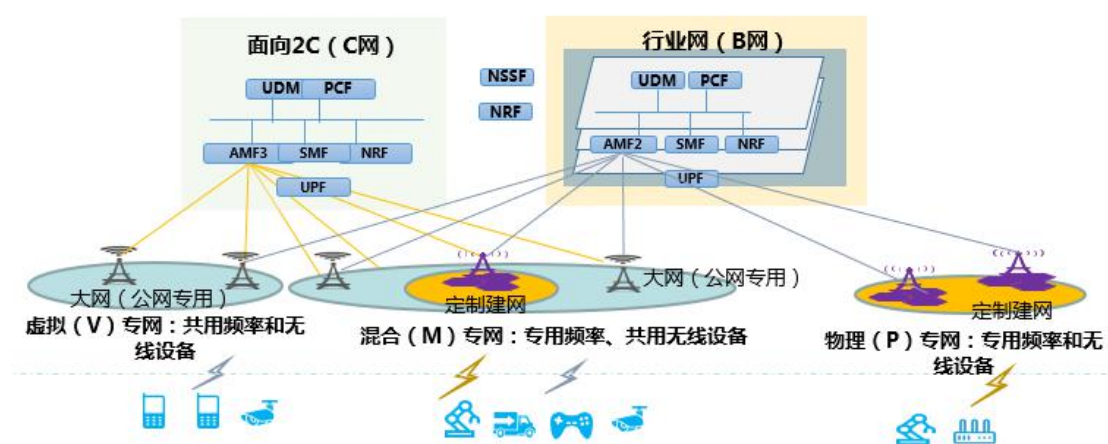 面向2C（C网）
行业网（B网）
NSSF
NRF
UDM
PCF
AMF3
SMF
NRF
UPF
UDM
PCF
AMF2
SMF
NRF
UPF
大网（公网专用）
虚拟（V）专网：共用频率和无
线设备
定制建网
大网（公网专用）
混合（M）专网：专用频率、共用无线设备
定制建网
物理（P）专网：专用频率和无
线设备